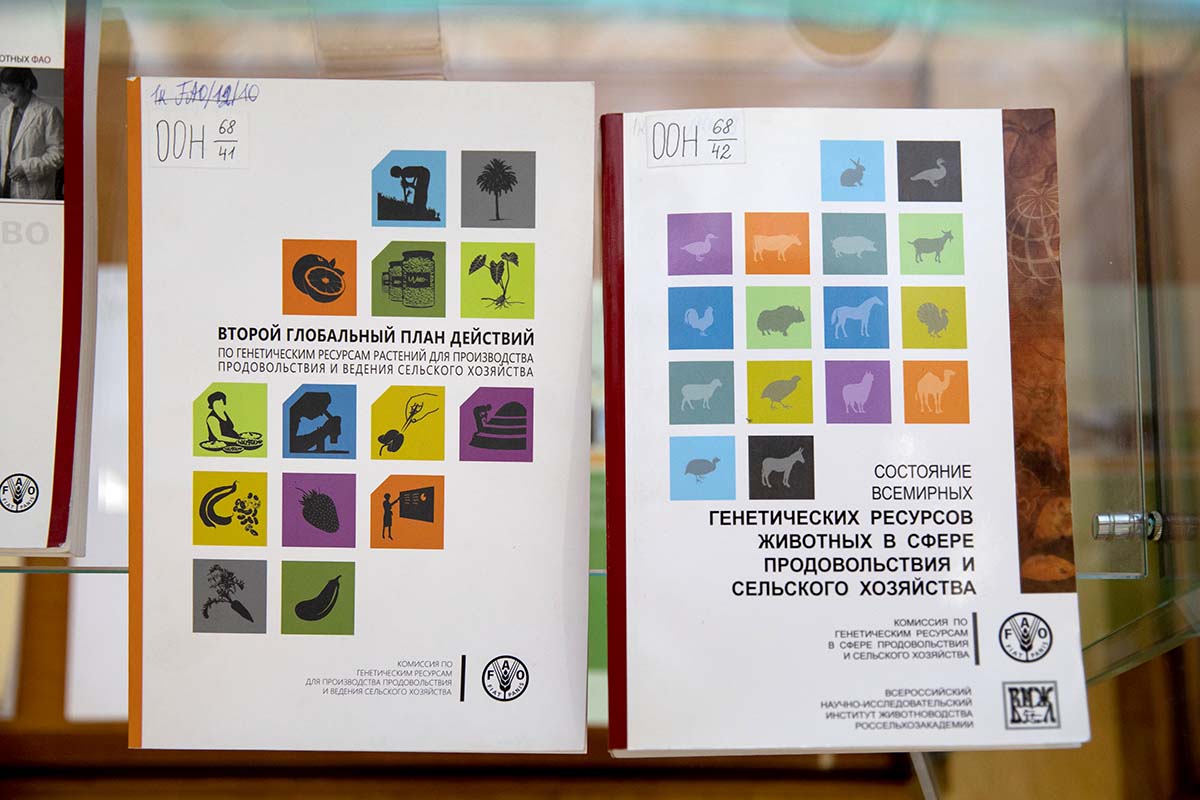 ОТНЫХ ФАО
ВО
FAO
FIAT PANIS
1к FAO/12/10
ООН 68/41
ВТОРОЙ ГЛОБАЛЬНЫЙ ПЛАН ДЕЙСТВИЙ
ПО ГЕНЕТИЧЕСКИМ РЕСУРСАМ РАСТЕНИЙ ДЛЯ ПРОИЗВОДСТВА
ПРОДОВОЛЬСТВИЯ И ВЕДЕНИЯ СЕЛЬСКОГО ХОЗЯЙСТВА
КОМИССИЯ ПО
ГЕНЕТИЧЕСКИМ РЕСУРСАМ
ДЛЯ ПРОИЗВОДСТВА ПРОДОВОЛЬСТВИЯ
И ВЕДЕНИЯ СЕЛЬСКОГО ХОЗЯЙСТВА
FAO
FIAT PANIS
ООН 68/42
СОСТОЯНИЕ
ВСЕМИРНЫХ
ГЕНЕТИЧЕСКИХ РЕСУРСОВ
ЖИВОТНЫХ В СФЕРЕ
ПРОДОВОЛЬСТВИЯ И
СЕЛЬСКОГО ХОЗЯЙСТВА
КОМИССИЯ ПО
ГЕНЕТИЧЕСКИМ РЕСУРСАМ
В СФЕРЕ ПРОДОВОЛЬСТВИЯ
И СЕЛЬСКОГО ХОЗЯЙСТВА
FAO
FIAT PANIS
ВСЕРОССИЙСКИЙ
НАУЧНО-ИССЛЕДОВАТЕЛЬСКИЙ
ИНСТИТУТ ЖИВОТНОВОДСТВА
РОССЕЛЬХОЗАКАДЕМИИ